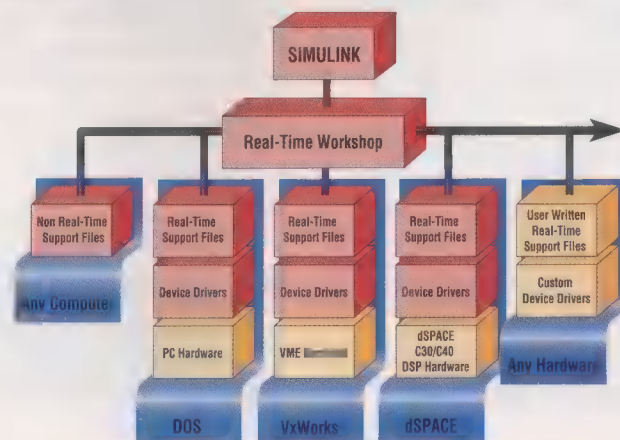 SIMULINK
Real-Time Workshop
Non Real-Time
Support Files
Any Computer
Real-Time
Support Files
Device Drivers
PC Hardware
DOS
Real-Time
Support Files
Device Drivers
VME
VxWorks
Real-Time
Support Files
Device Drivers
dSPACE
C30/C40
DSP Hardware
dSPACE
User Written
Real-Time
Support Files
Custom
Device Drivers
Any Hardware